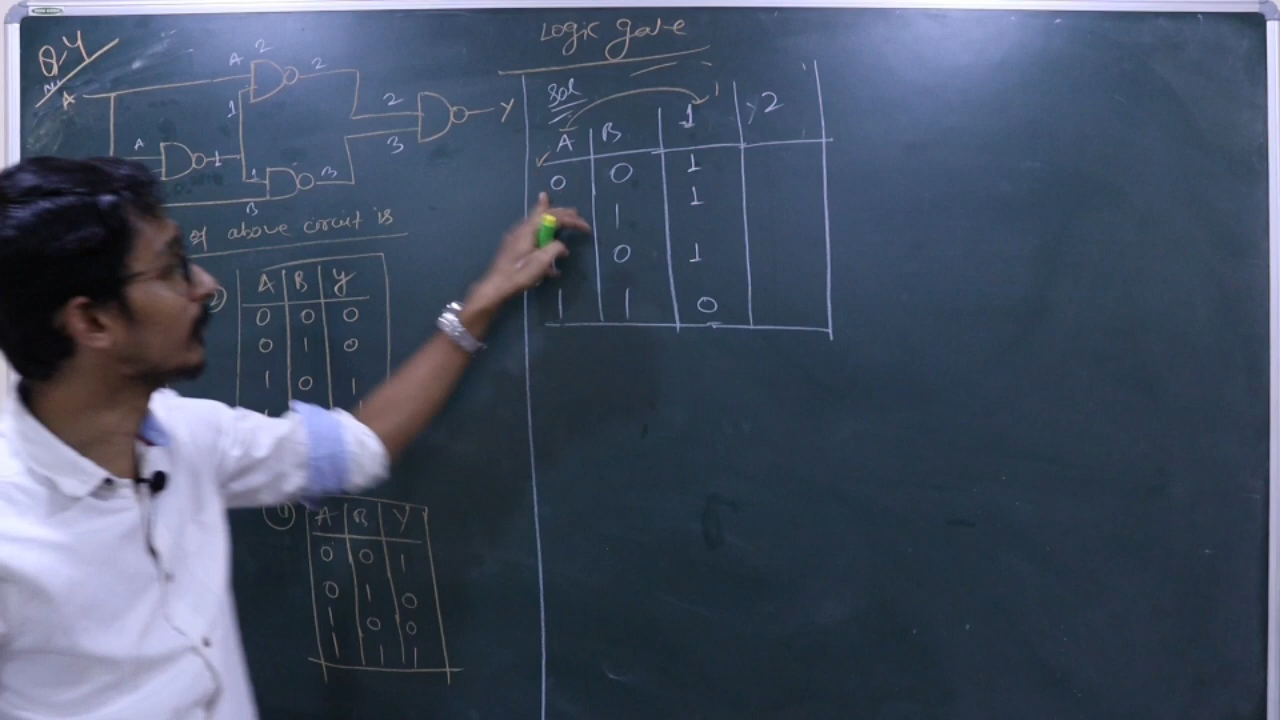 Logic gate
Q.4
A
A 2
2
1
2
Y
3
A
1
1
3
B
of above circuit is
Sol
A B 1 y2
0 0 1
1 1
0 1
1 1 0
A B Y
0 0 0
0 1 0
1 0 1
4
A B Y
0 0 1
0 1 0
1 0 0
1 1 1